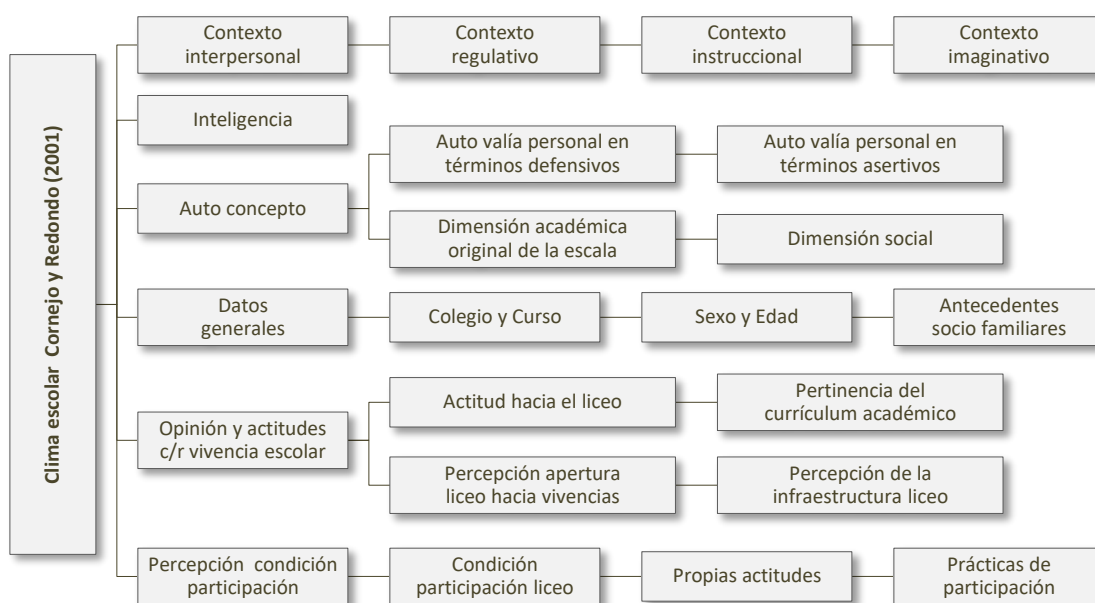 Clima escolar Cornejo y Redondo (2001)
Contexto
interpersonal
Contexto
regulativo
Contexto
instruccional
Contexto
imaginativo
Inteligencia
Auto concepto
Auto valía personal en
términos defensivos
Auto valía personal en
términos asertivos
Dimensión académica
original de la escala
Dimensión social
Datos
generales
Colegio y Curso
Sexo y Edad
Antecedentes
socio familiares
Opinión y actitudes
c/r vivencia escolar
Actitud hacia el liceo
Pertinencia del
currículum académico
Percepción apertura
liceo hacia vivencias
Percepción de la
infraestructura liceo
Percepción condición
participación
Condición
participación liceo
Propias actitudes
Prácticas de
participación